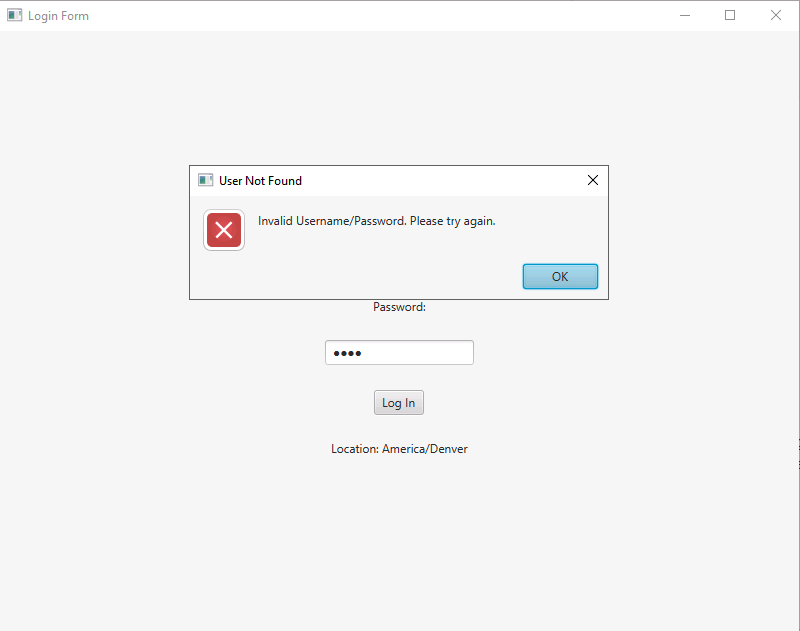 Login Form
User Not Found
Invalid Username/Password. Please try again.
OK
Password:
Log In
Location: America/Denver